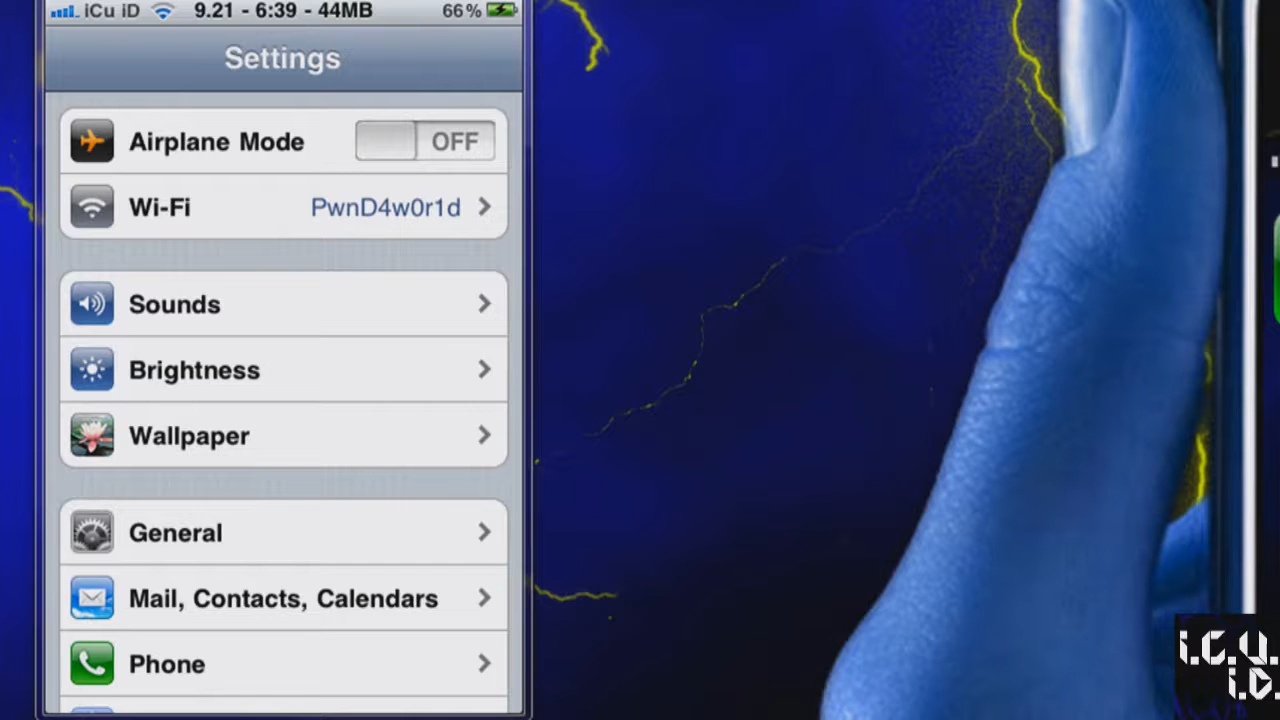 iCu iD 9.21 - 6:39 - 44MB 66%
Settings
Airplane Mode OFF
Wi-Fi PwnD4w0r1d
Sounds
Brightness
Wallpaper
General
Mail, Contacts, Calendars
Phone
i.C.U.
i.D.